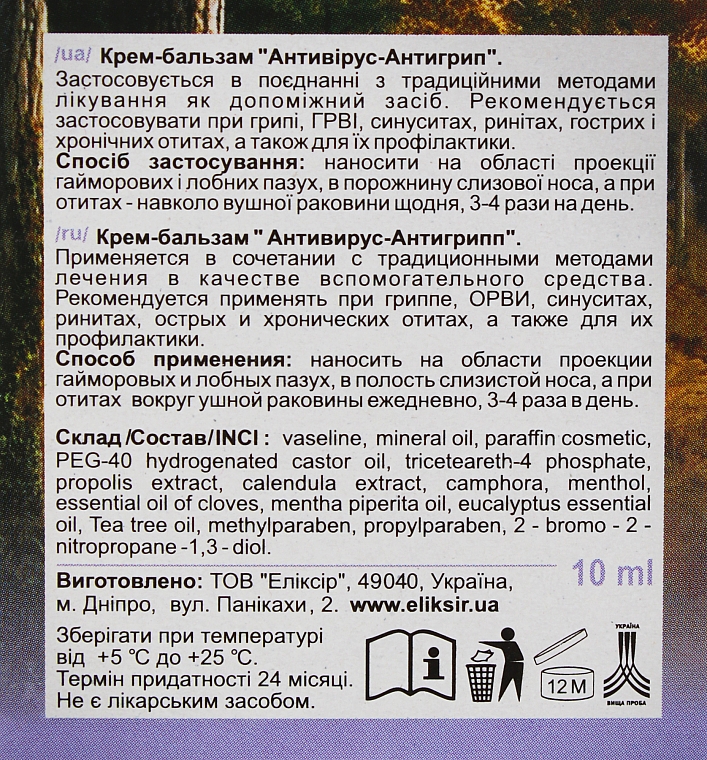 /ua/ Крем-бальзам "Антивірус-Антигрип".
Застосовується в поєднанні з традиційними методами
лікування як допоміжний засіб. Рекомендується
застосовувати при грипі, ГРВІ, синуситах, ринітах, гострих і
хронічних отитах, а також для їх профілактики.
Спосіб застосування: наносити на області проекції
гайморових і лобних пазух, в порожнину слизової носа, а при
отитах - навколо вушної раковини щодня, 3-4 рази на день.
/ru/ Крем-бальзам " Антивирус-Антигрипп".
Применяется в сочетании с традиционными методами
лечения в качестве вспомогательного средства.
Рекомендуется применять при гриппе, ОРВИ, синуситах,
ринитах, острых и хронических отитах, а также для их
профилактики.
Способ применения: наносить на области проекции
гайморовых и лобных пазух, в полость слизистой носа, а при
отитах вокруг ушной раковины ежедневно, 3-4 раза в день.
Склад /Состав/INCI : vaseline, mineral oil, paraffin cosmetic,
PEG-40 hydrogenated castor oil, triceteareth-4 phosphate,
propolis extract, calendula extract, camphora, menthol,
essential oil of cloves, mentha piperita oil, eucalyptus essential
oil, Tea tree oil, methylparaben, propylparaben, 2 - bromo - 2 -
nitropropane -1,3 - diol.
10 ml
Виготовлено: ТОВ "Еліксір", 49040, Україна,
м. Дніпро, вул. Панікахи, 2. www.eliksir.ua
Зберігати при температурі
від +5 °C до +25 °C.
Термін придатності 24 місяці.
Не є лікарським засобом.
12 M
УКРАЇНА
ВИЩА ПРОБА